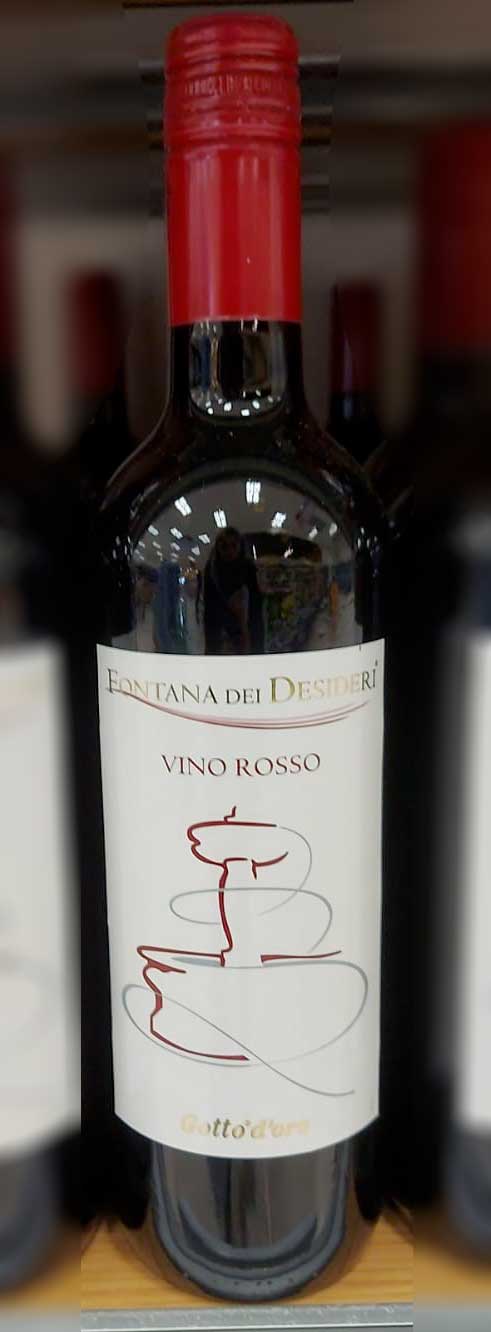 FONTANA DEI DESIDERI
VINO ROSSO
Gotto® d'oro